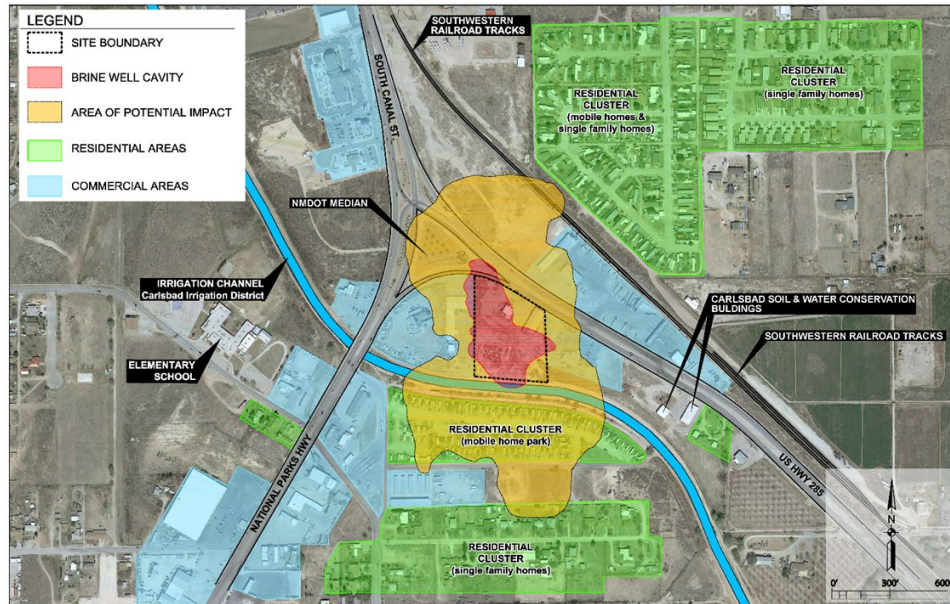 LEGEND
SITE BOUNDARY
BRINE WELL CAVITY
AREA OF POTENTIAL IMPACT
RESIDENTIAL AREAS
COMMERCIAL AREAS
SOUTHWESTERN
RAILROAD TRACKS
SOUTH CANAL ST.
RESIDENTIAL
CLUSTER
(mobile homes &
single family homes)
RESIDENTIAL
CLUSTER
(single family homes)
NMDOT MEDIAN
IRRIGATION CHANNEL
Carlsbad Irrigation District
ELEMENTARY
SCHOOL
CARLSBAD SOIL & WATER CONSERVATION
BULDINGS
SOUTHWESTERN RAILROAD TRACKS
RESIDENTIAL CLUSTER
(mobile home park)
NATIONAL PARKS HWY
US HWY 285
RESIDENTIAL
CLUSTER
(single family homes)
N
0'
300'
600'